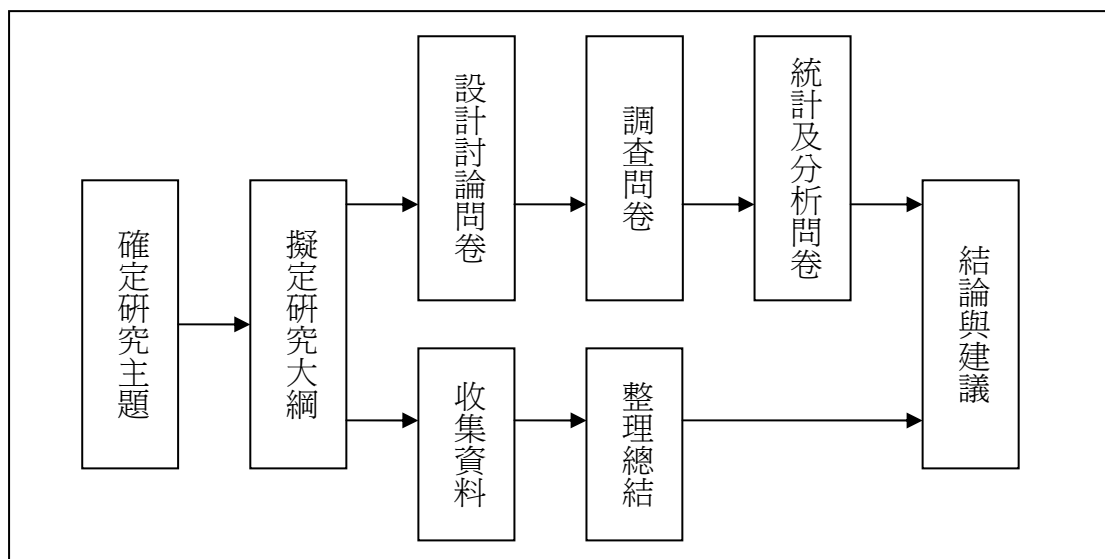 確定研究主題
擬定研究大綱
設計討論問卷
調查問卷
統計及分析問卷
收集資料
整理總結
結論與建議